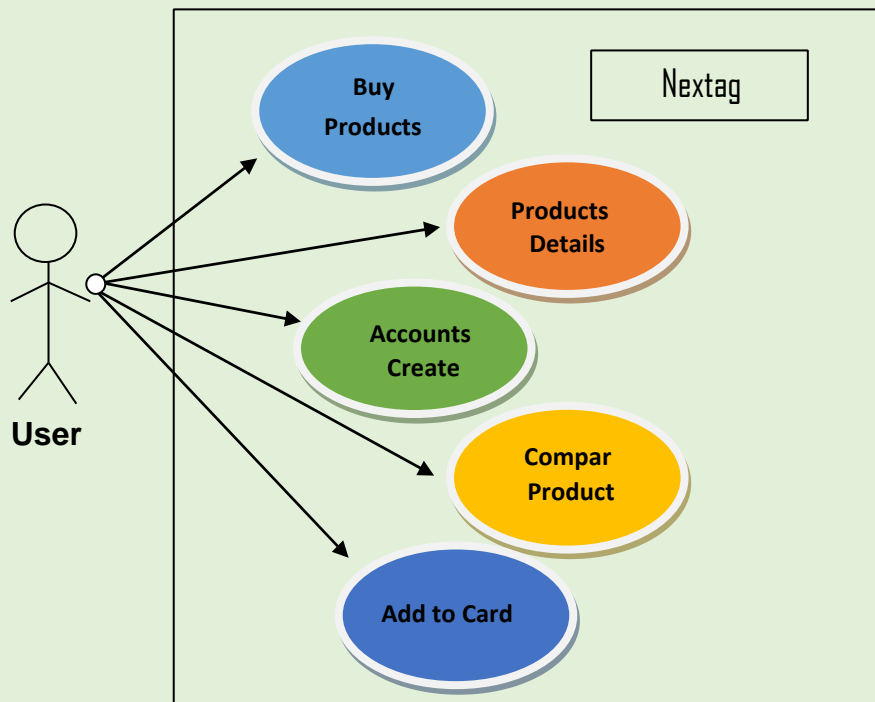 Buy
Products
Nextag
Products
Details
Accounts
Create
User
Compar
Product
Add to Card